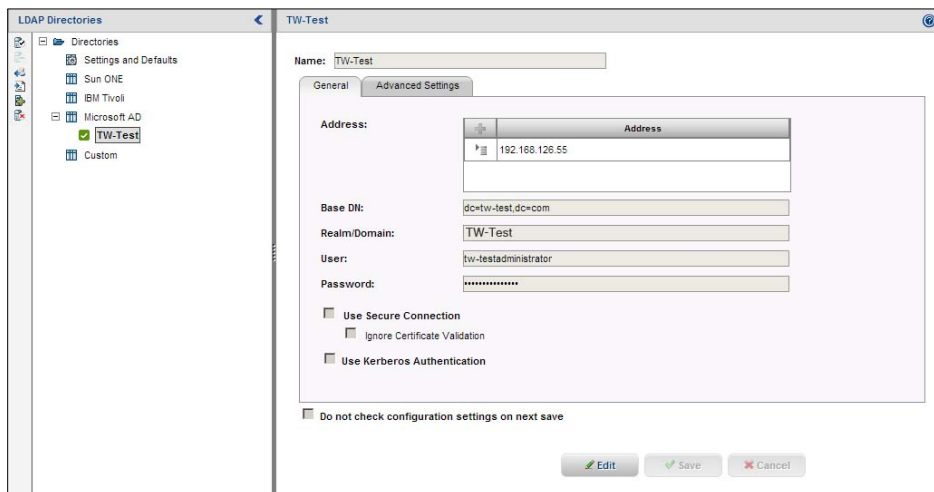 LDAP Directories
Directories
Settings and Defaults
Sun ONE
IBM Tivoli
Microsoft AD
TW-Test
Custom
TW-Test
Name: TW-Test
General Advanced Settings
Address:
Address
192.168.126.55
Base DN: dc=tw-test,dc=com
Realm/Domain: TW-Test
User: tw-testadministrator
Password: •••••••••••••••
Use Secure Connection
Ignore Certificate Validation
Use Kerberos Authentication
Do not check configuration settings on next save
Edit Save Cancel